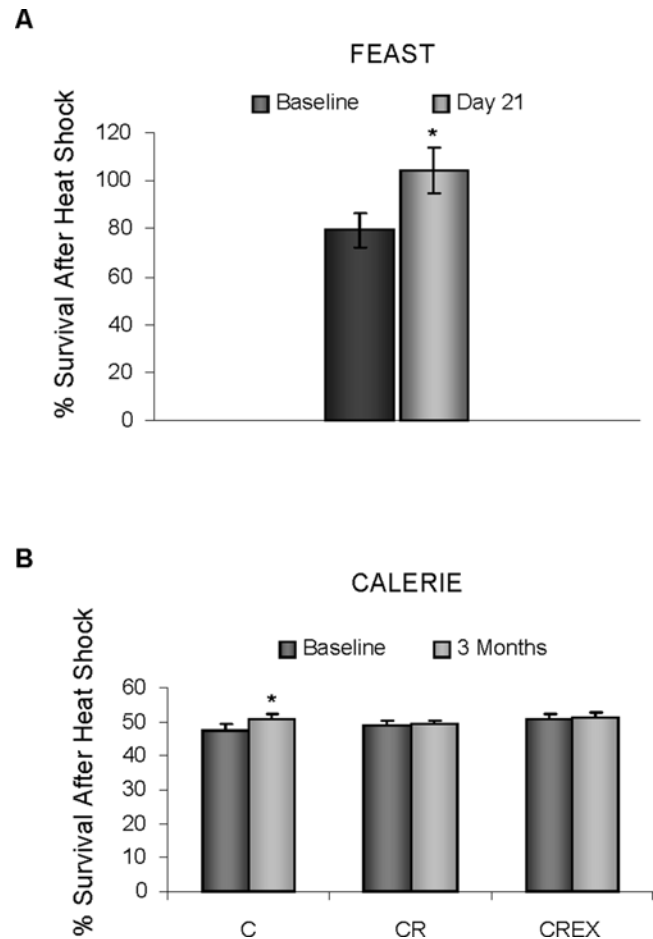 A
FEAST
Baseline Day 21
% Survival After Heat Shock
120
*
100
80
60
40
20
0
B
CALERIE
Baseline 3 Months
% Survival After Heat Shock
60
*
50
40
30
20
10
0
C CR CREX